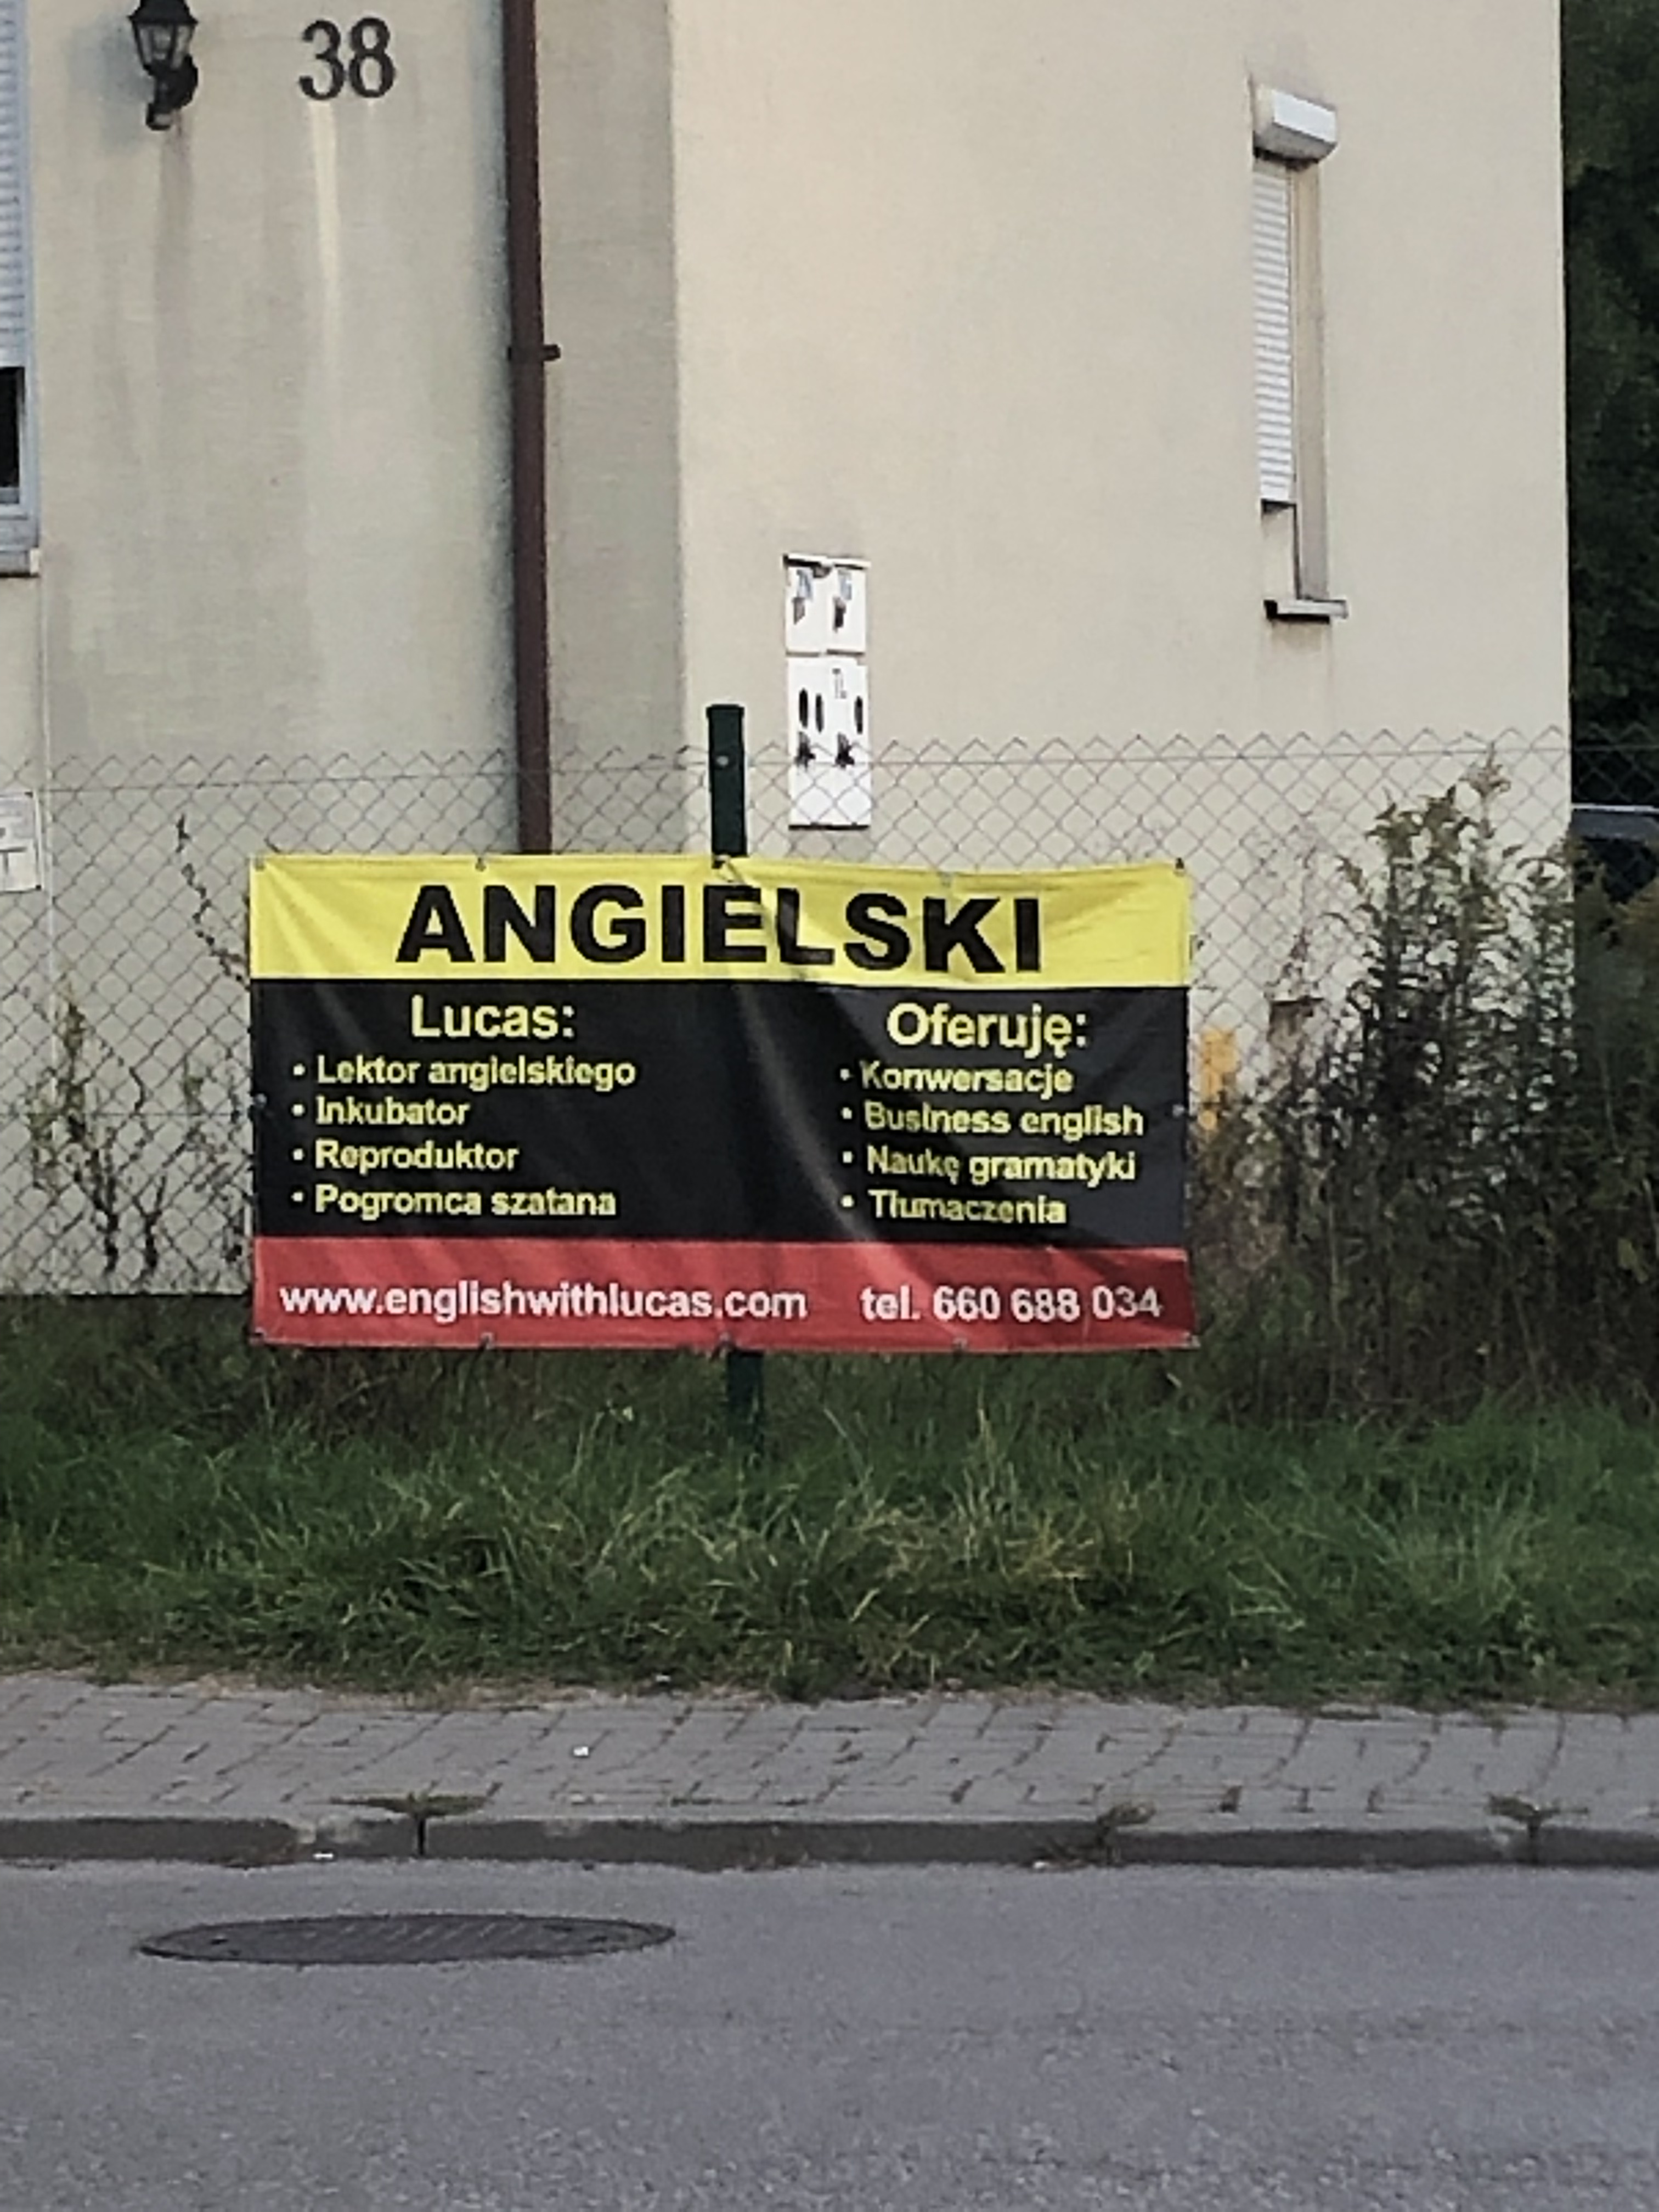 38
ANGIELSKI
Lucas:
• Lektor angielskiego
• Inkubator
• Reproduktor
• Pogromca szatana
Oferuję:
• Konwersacje
• Business english
• Naukę gramatyki
• Tłumaczenia
www.englishwithlucas.com tel. 660 688 034